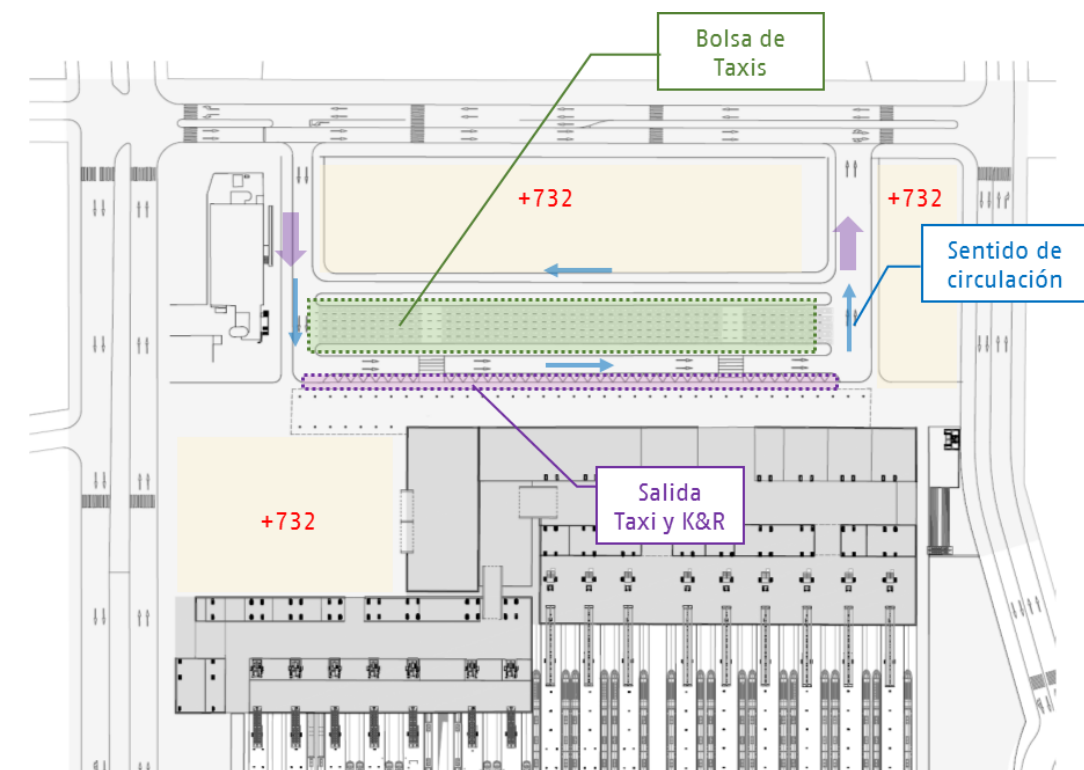 Bolsa de
Taxis
+732
+732
Sentido de
circulación
Salida
Taxi y K&R
+732